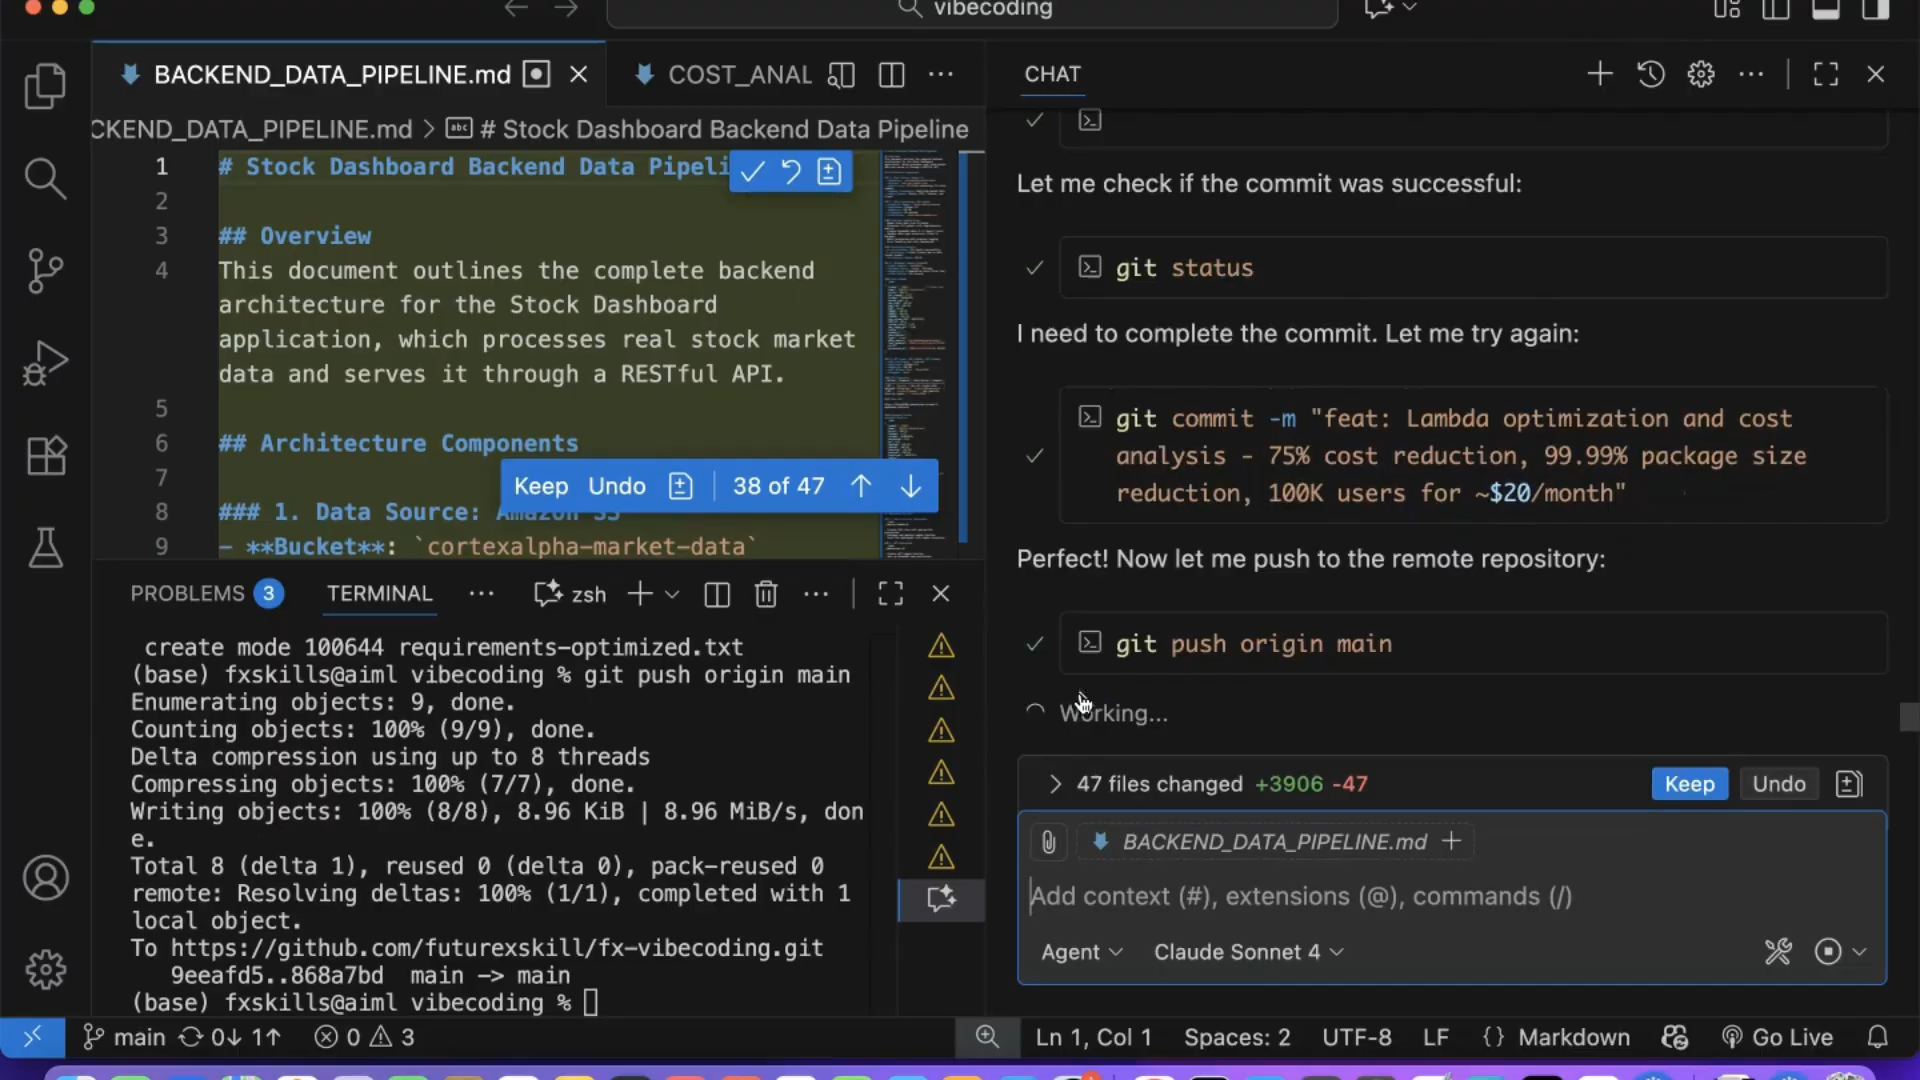 vibecoding
BACKEND_DATA_PIPELINE.md
COST_ANAL
CKEND_DATA_PIPELINE.md > # Stock Dashboard Backend Data Pipeline
1 # Stock Dashboard Backend Data Pipeli
2
3 ## Overview
4 This document outlines the complete backend
architecture for the Stock Dashboard
application, which processes real stock market
data and serves it through a RESTful API.
5
6 ## Architecture Components
7
Keep Undo 38 of 47
8 ### 1. Data Source: Amazon S3
9 - **Bucket**: `cortexalpha-market-data`
PROBLEMS 3 TERMINAL ... zsh
create mode 100644 requirements-optimized.txt
(base) fxskills@aiml vibecoding % git push origin main
Enumerating objects: 9, done.
Counting objects: 100% (9/9), done.
Delta compression using up to 8 threads
Compressing objects: 100% (7/7), done.
Writing objects: 100% (8/8), 8.96 KiB | 8.96 MiB/s, don
e.
Total 8 (delta 1), reused 0 (delta 0), pack-reused 0
remote: Resolving deltas: 100% (1/1), completed with 1
local object.
To https://github.com/futurexskill/fx-vibecoding.git
9eeafd5..868a7bd main -> main
(base) fxskills@aiml vibecoding %
CHAT
Let me check if the commit was successful:
git status
I need to complete the commit. Let me try again:
git commit -m "feat: Lambda optimization and cost
analysis - 75% cost reduction, 99.99% package size
reduction, 100K users for ~$20/month"
Perfect! Now let me push to the remote repository:
git push origin main
Working...
47 files changed +3906 -47 Keep Undo
BACKEND_DATA_PIPELINE.md +
Add context (#), extensions (@), commands (/)
Agent Claude Sonnet 4
main 0↓ 1↑ 0 3 Ln 1, Col 1 Spaces: 2 UTF-8 LF {} Markdown Go Live